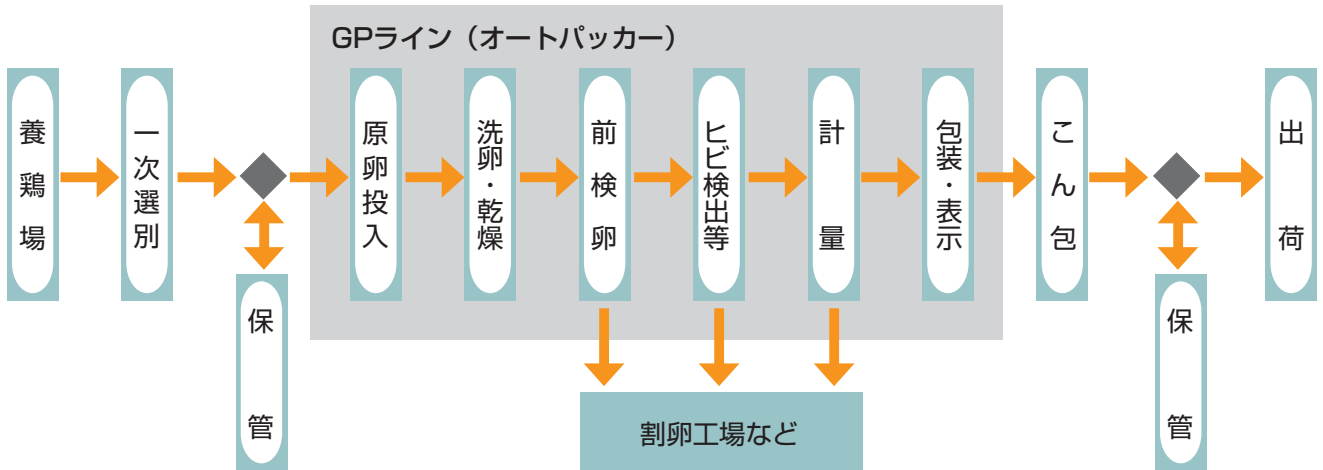 GPライン（オートパッカー）
養鶏場
一次選別
保管
原卵投入
洗卵・乾燥
前検卵
ヒビ検出等
計量
包装・表示
こん包
保管
出荷
割卵工場など